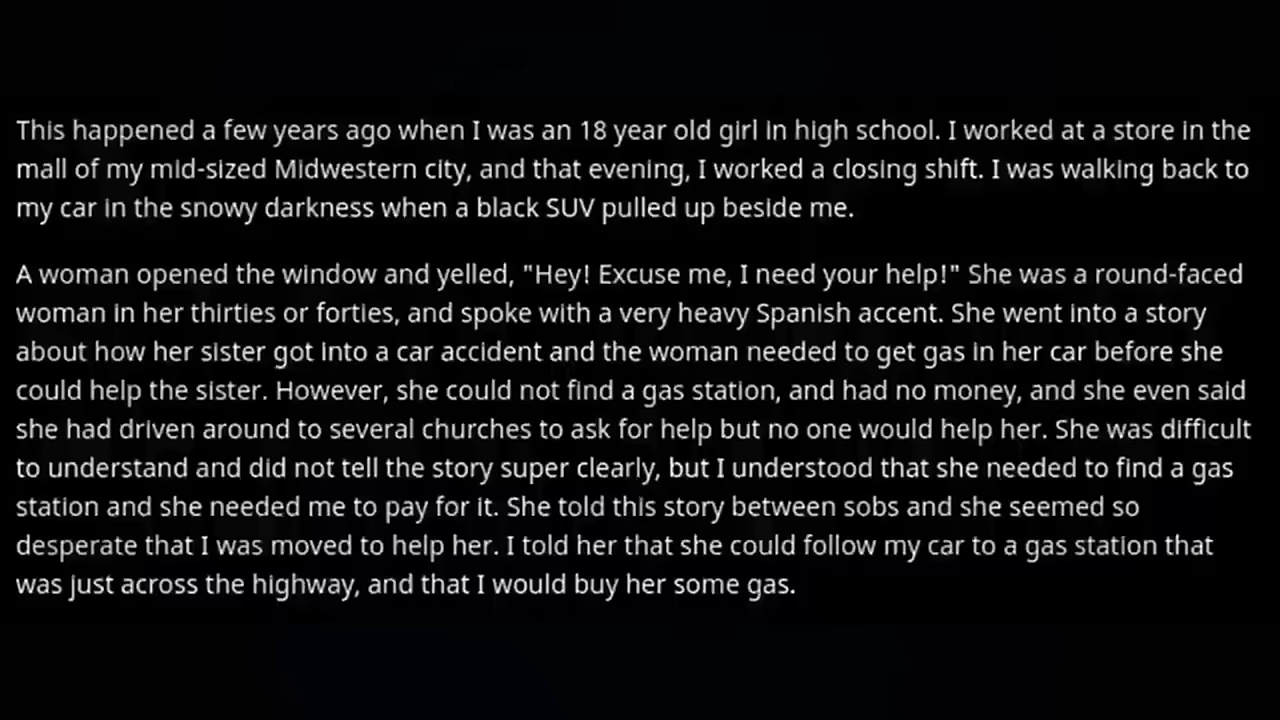 This happened a few years ago when I was an 18 year old girl in high school. I worked at a store in the
mall of my mid-sized Midwestern city, and that evening, I worked a closing shift. I was walking back to
my car in the snowy darkness when a black SUV pulled up beside me.
A woman opened the window and yelled, "Hey! Excuse me, I need your help!" She was a round-faced
woman in her thirties or forties, and spoke with a very heavy Spanish accent. She went into a story
about how her sister got into a car accident and the woman needed to get gas in her car before she
could help the sister. However, she could not find a gas station, and had no money, and she even said
she had driven around to several churches to ask for help but no one would help her. She was difficult
to understand and did not tell the story super clearly, but I understood that she needed to find a gas
station and she needed me to pay for it. She told this story between sobs and she seemed so
desperate that I was moved to help her. I told her that she could follow my car to a gas station that
was just across the highway, and that I would buy her some gas.